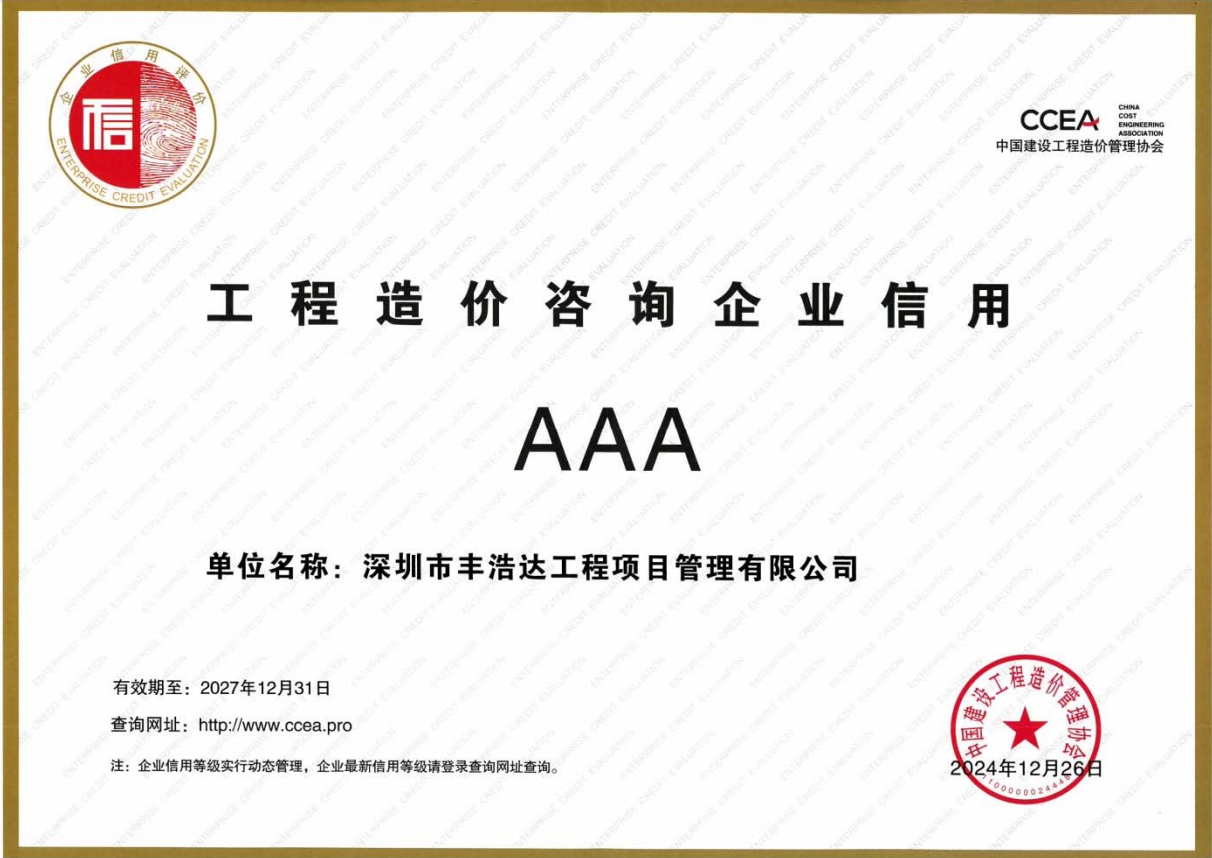 企业信用评价
信
ENTERPRISE CREDIT EVALUATION
CCEA
CHINA
COST
ENGINEERING
ASSOCIATION
中国建设工程造价管理协会
工程造价咨询企业信用
AAA
单位名称：深圳市丰浩达工程项目管理有限公司
有效期至：2027年12月31日
查询网址：http://www.ccea.pro
注：企业信用等级实行动态管理，企业最新信用等级请登录查询网址查询。
中国建设工程造价管理协会
2024年12月26日